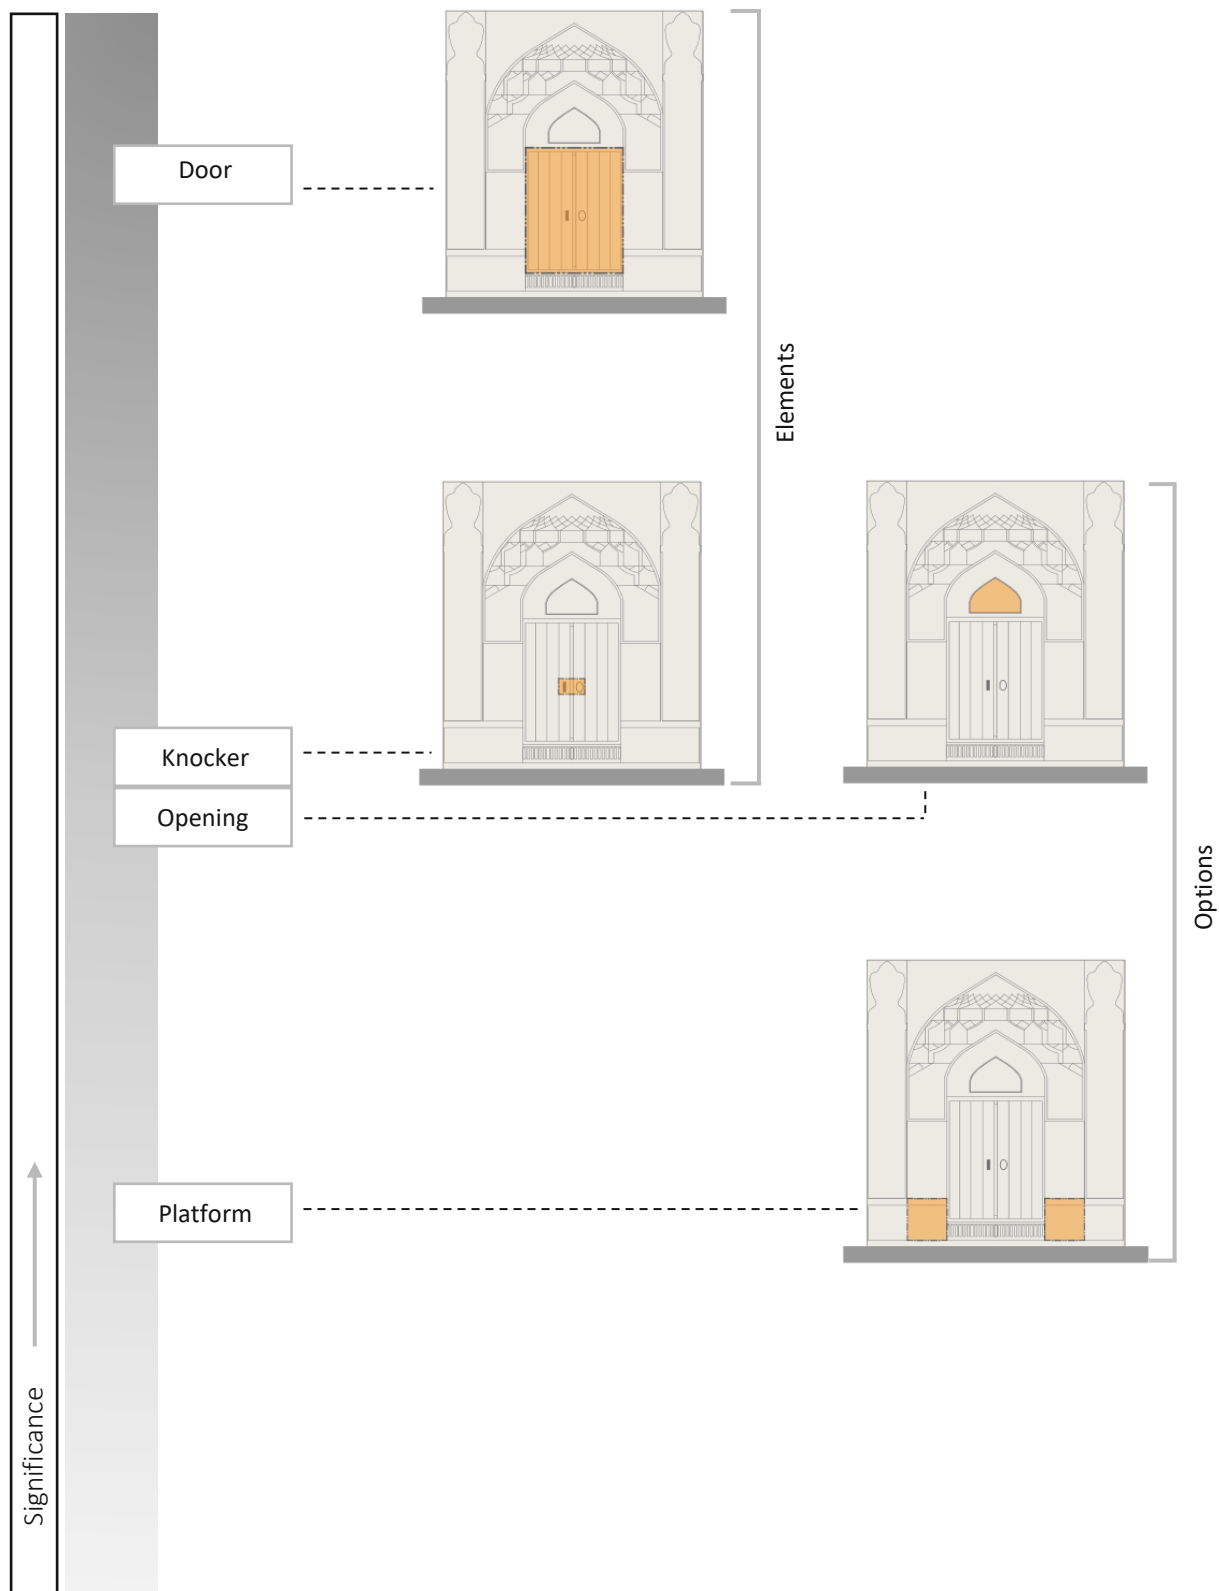 Door
Elements
Knocker
Opening
Options
Platform
Significance